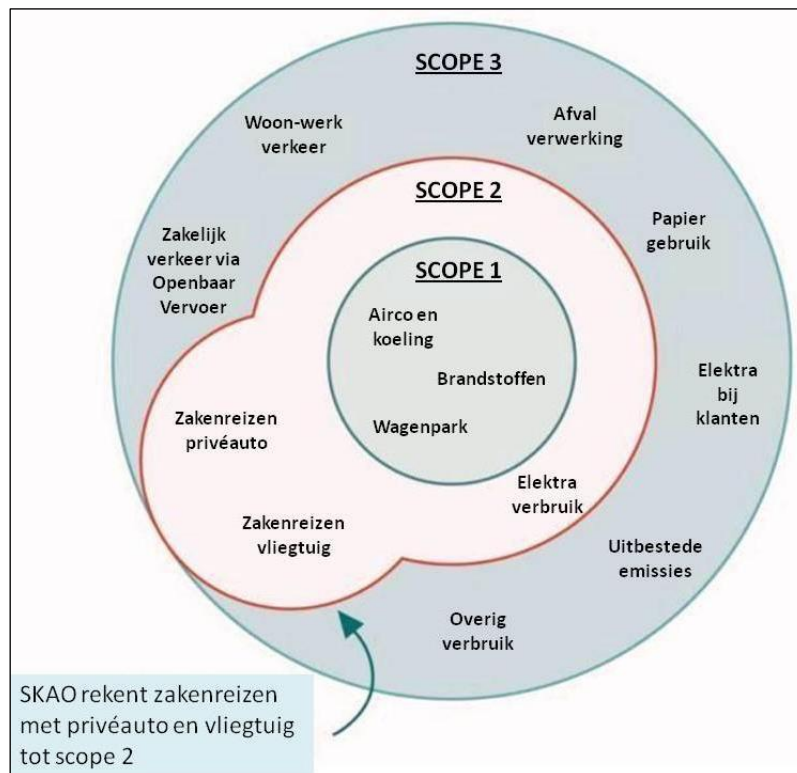 SCOPE 3
Woon-werk
verkeer
Afval
verwerking
SCOPE 2
Zakelijk
verkeer via
Openbaar
Vervoer
Papier
gebruik
SCOPE 1
Airco en
koeling
Brandstoffen
Wagenpark
Elektra
bij
klanten
Zakenreizen
privéauto
Elektra
verbruik
Zakenreizen
vliegtuig
Uitbestede
emissies
Overig
verbruik
SKAO rekent zakenreizen
met privéauto en vliegtuig
tot scope 2